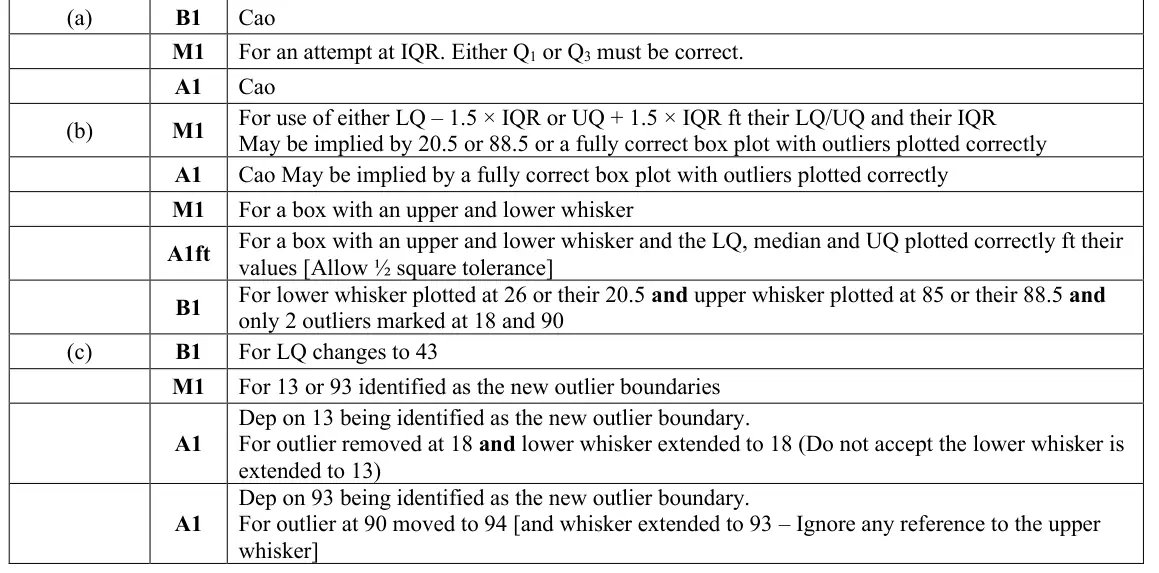 (a) B1 Cao
M1 For an attempt at IQR. Either Q₁ or Q₃ must be correct.
A1 Cao
(b) M1 For use of either LQ – 1.5 × IQR or UQ + 1.5 × IQR ft their LQ/UQ and their IQR
May be implied by 20.5 or 88.5 or a fully correct box plot with outliers plotted correctly
A1 Cao May be implied by a fully correct box plot with outliers plotted correctly
M1 For a box with an upper and lower whisker
A1ft For a box with an upper and lower whisker and the LQ, median and UQ plotted correctly ft their
values [Allow ½ square tolerance]
B1 For lower whisker plotted at 26 or their 20.5 and upper whisker plotted at 85 or their 88.5 and
only 2 outliers marked at 18 and 90
(c) B1 For LQ changes to 43
M1 For 13 or 93 identified as the new outlier boundaries
Dep on 13 being identified as the new outlier boundary.
A1 For outlier removed at 18 and lower whisker extended to 18 (Do not accept the lower whisker is
extended to 13)
Dep on 93 being identified as the new outlier boundary.
A1 For outlier at 90 moved to 94 [and whisker extended to 93 – Ignore any reference to the upper
whisker]